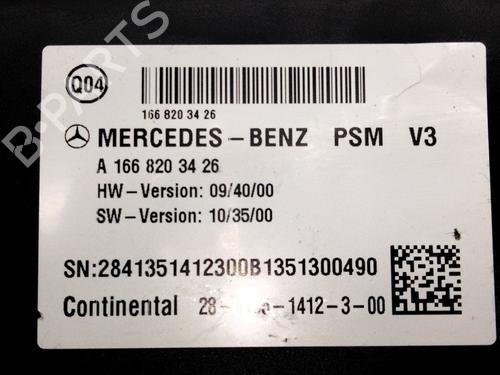 Q04
166 820 34 26
MERCEDES-BENZ PSM V3
A 166 820 34 26
HW-Version: 09/40/00
SW-Version: 10/35/00
SN:2841351412300B1351300490
Continental
B-PARTS